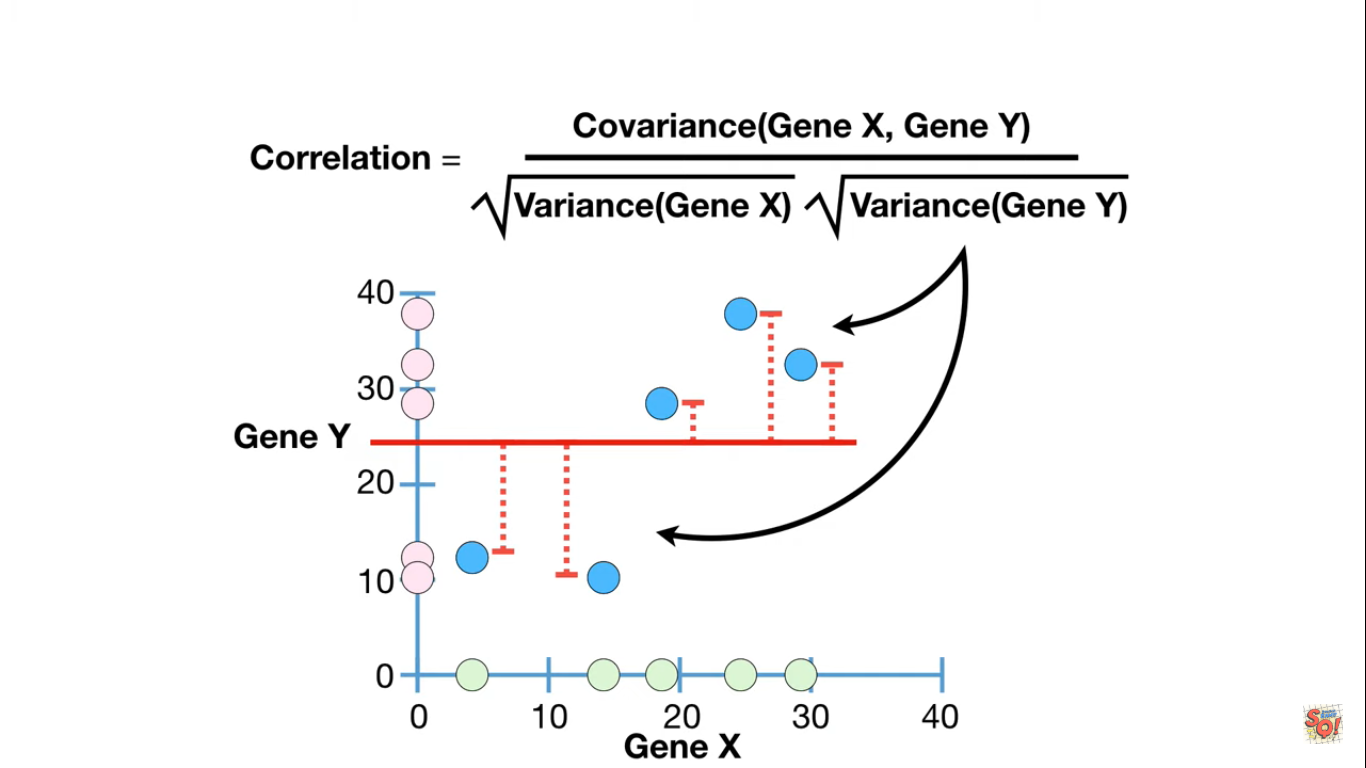 Covariance(Gene X, Gene Y)
Correlation =
√Variance(Gene X) √Variance(Gene Y)
40
30
Gene Y
20
10
0
0 10 20 30 40
Gene X
SQ!